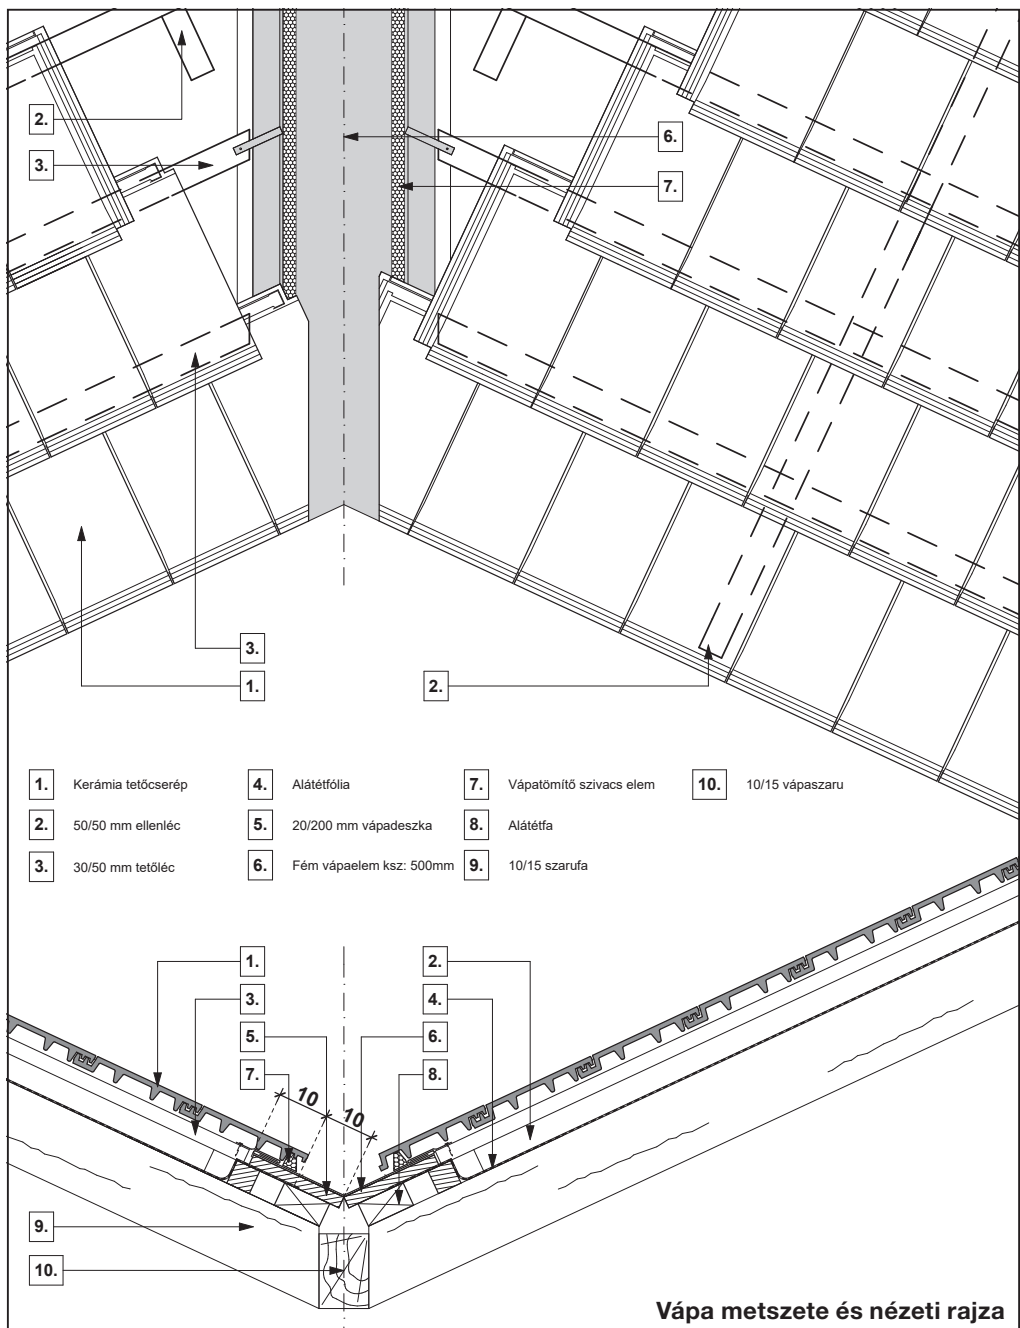 2.
3.
6.
7.
3.
1.
2.
1. Kerámia tetőcserép
4. Alátétfólia
7. Vápatömítő szivacs elem
10. 10/15 vápaszaru
2. 50/50 mm ellenléc
5. 20/200 mm vápadeszka
8. Alátétfa
3. 30/50 mm tetőléc
6. Fém vápaelem ksz: 500mm
9. 10/15 szarufa
1.
2.
3.
4.
5.
6.
7.
8.
10
10
9.
10.
Vápa metszete és nézeti rajza